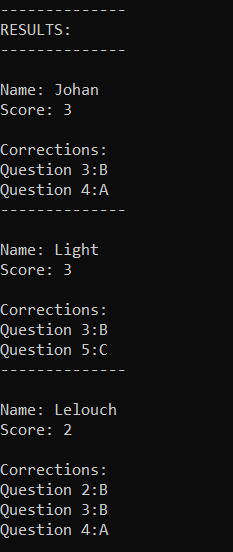 --------------
RESULTS:
--------------
Name: Johan
Score: 3
Corrections:
Question 3:B
Question 4:A
--------------
Name: Light
Score: 3
Corrections:
Question 3:B
Question 5:C
--------------
Name: Lelouch
Score: 2
Corrections:
Question 2:B
Question 3:B
Question 4:A